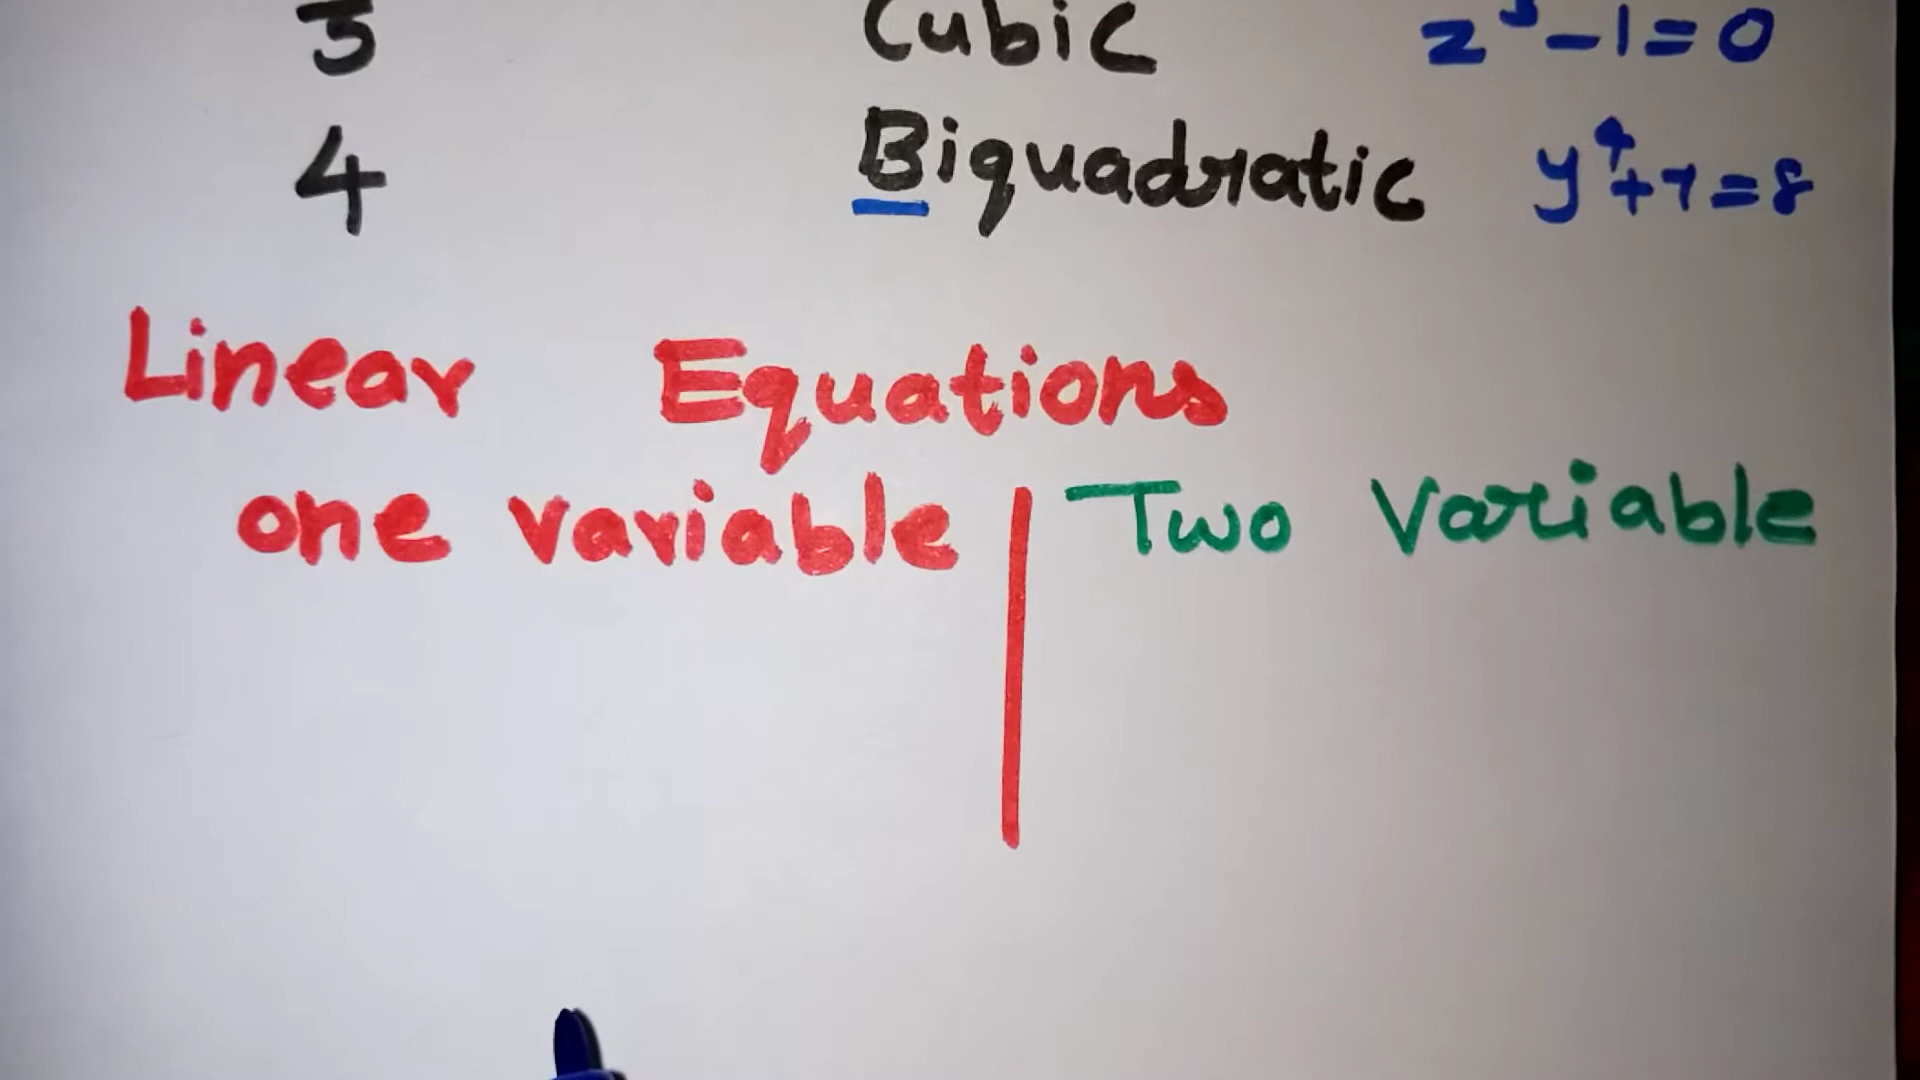 3 Cubic z³-1=0
4 Biquadratic y⁴+7=8
Linear Equations
one variable | Two Variable